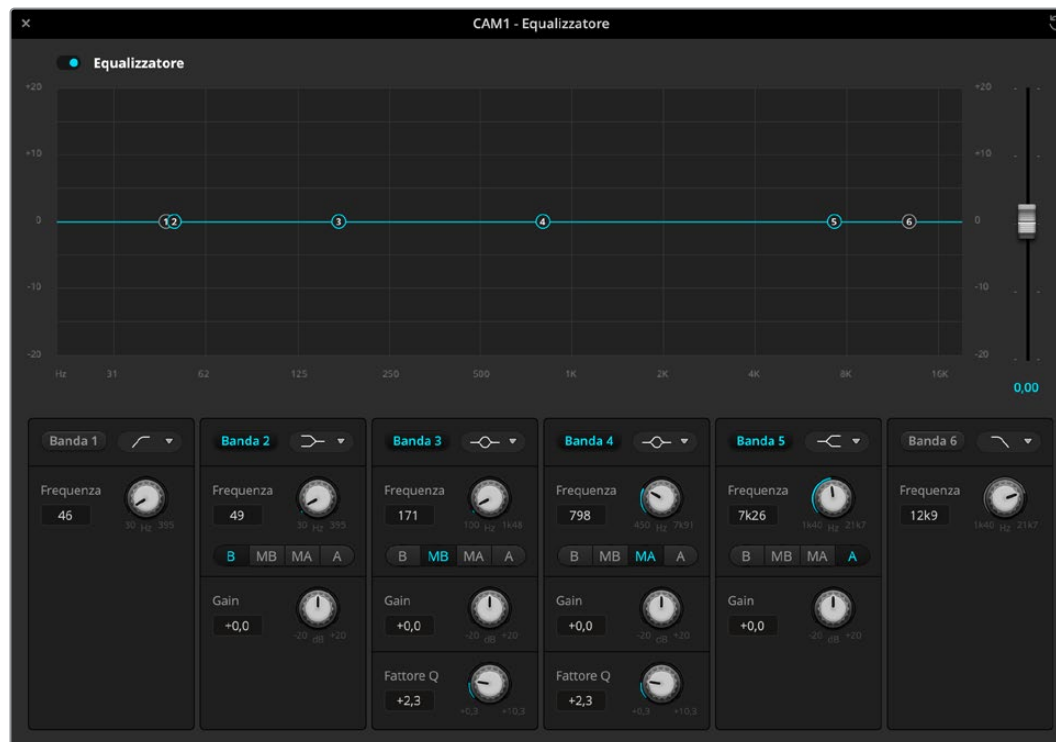 × CAM1 - Equalizzatore
Equalizzatore
+20 +20
+10 +10
0 0
-10 -10
-20 -20
1 2 3 4 5 6
Hz 31 62 125 250 500 1K 2K 4K 8K 16K
0,00
Banda 1 Banda 2 Banda 3 Banda 4 Banda 5 Banda 6
Frequenza Frequenza Frequenza Frequenza Frequenza Frequenza
46 49 171 798 7k26 12k9
30 Hz 395 30 Hz 395 100 Hz 1k48 450 Hz 7k91 1k40 Hz 21k7 1k40 Hz 21k7
B MB MA A B MB MA A B MB MA A B MB MA A
Gain Gain Gain Gain
+0,0 +0,0 +0,0 +0,0
-20 dB +20 -20 dB +20 -20 dB +20 -20 dB +20
Fattore Q Fattore Q
+2,3 +2,3
+0,3 +10,3 +0,3 +10,3